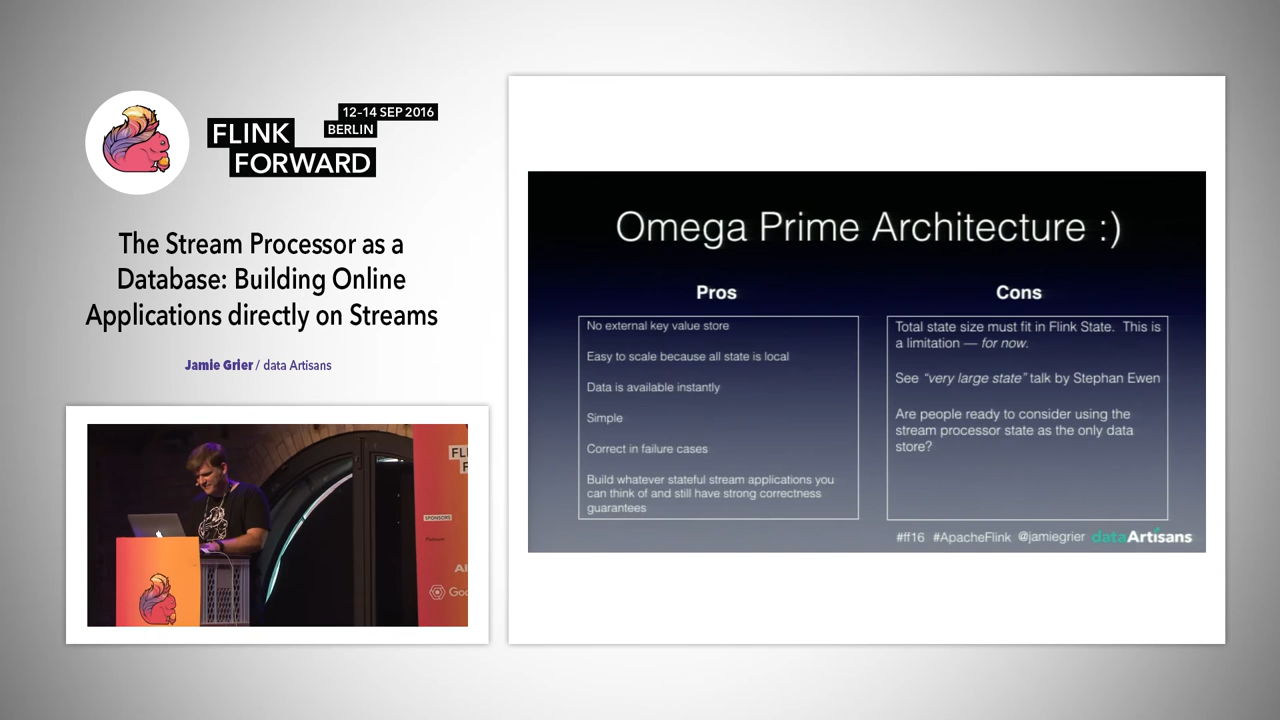 12–14 SEP 2016
BERLIN
FLINK
FORWARD
The Stream Processor as a
Database: Building Online
Applications directly on Streams
Jamie Grier / data Artisans
FL
F
SPONSORS
Platinum
Omega Prime Architecture :)
Pros
No external key value store
Easy to scale because all state is local
Data is available instantly
Simple
Correct in failure cases
Build whatever stateful stream applications you
can think of and still have strong correctness
guarantees
Cons
Total state size must fit in Flink State. This is
a limitation — for now.
See “very large state” talk by Stephan Ewen
Are people ready to consider using the
stream processor state as the only data
store?
#ff16 #ApacheFlink @jamiegrier dataArtisans